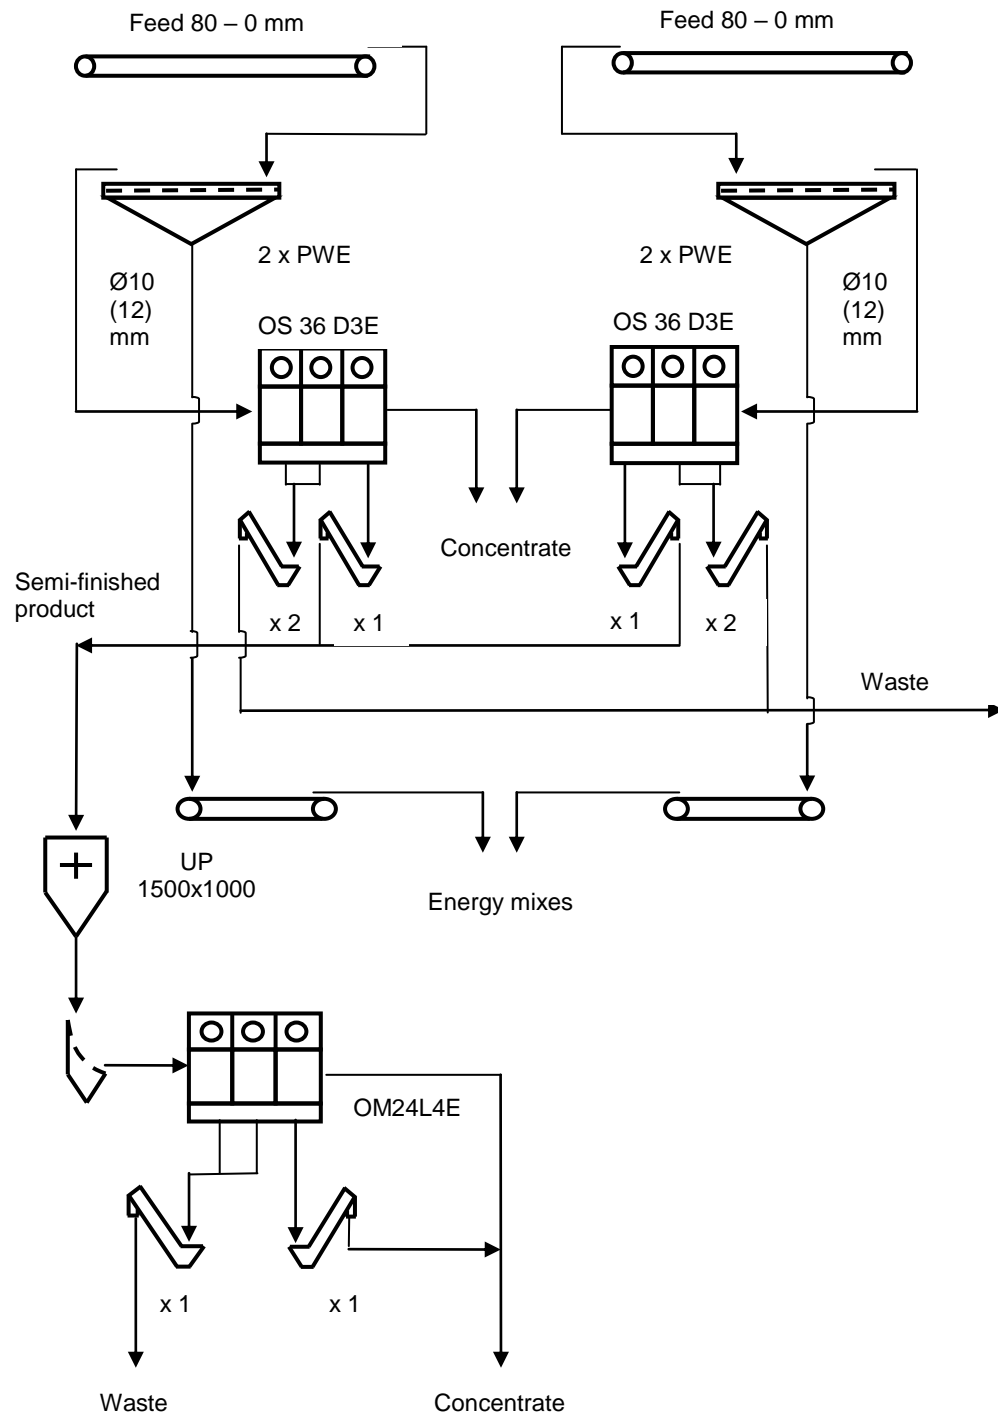 Feed 80 – 0 mm
Feed 80 – 0 mm
2 x PWE
2 x PWE
Ø10
(12)
mm
Ø10
(12)
mm
OS 36 D3E
OS 36 D3E
Concentrate
Semi-finished
product
x 2
x 1
x 1
x 2
Waste
UP
1500x1000
Energy mixes
OM24L4E
x 1
x 1
Waste
Concentrate